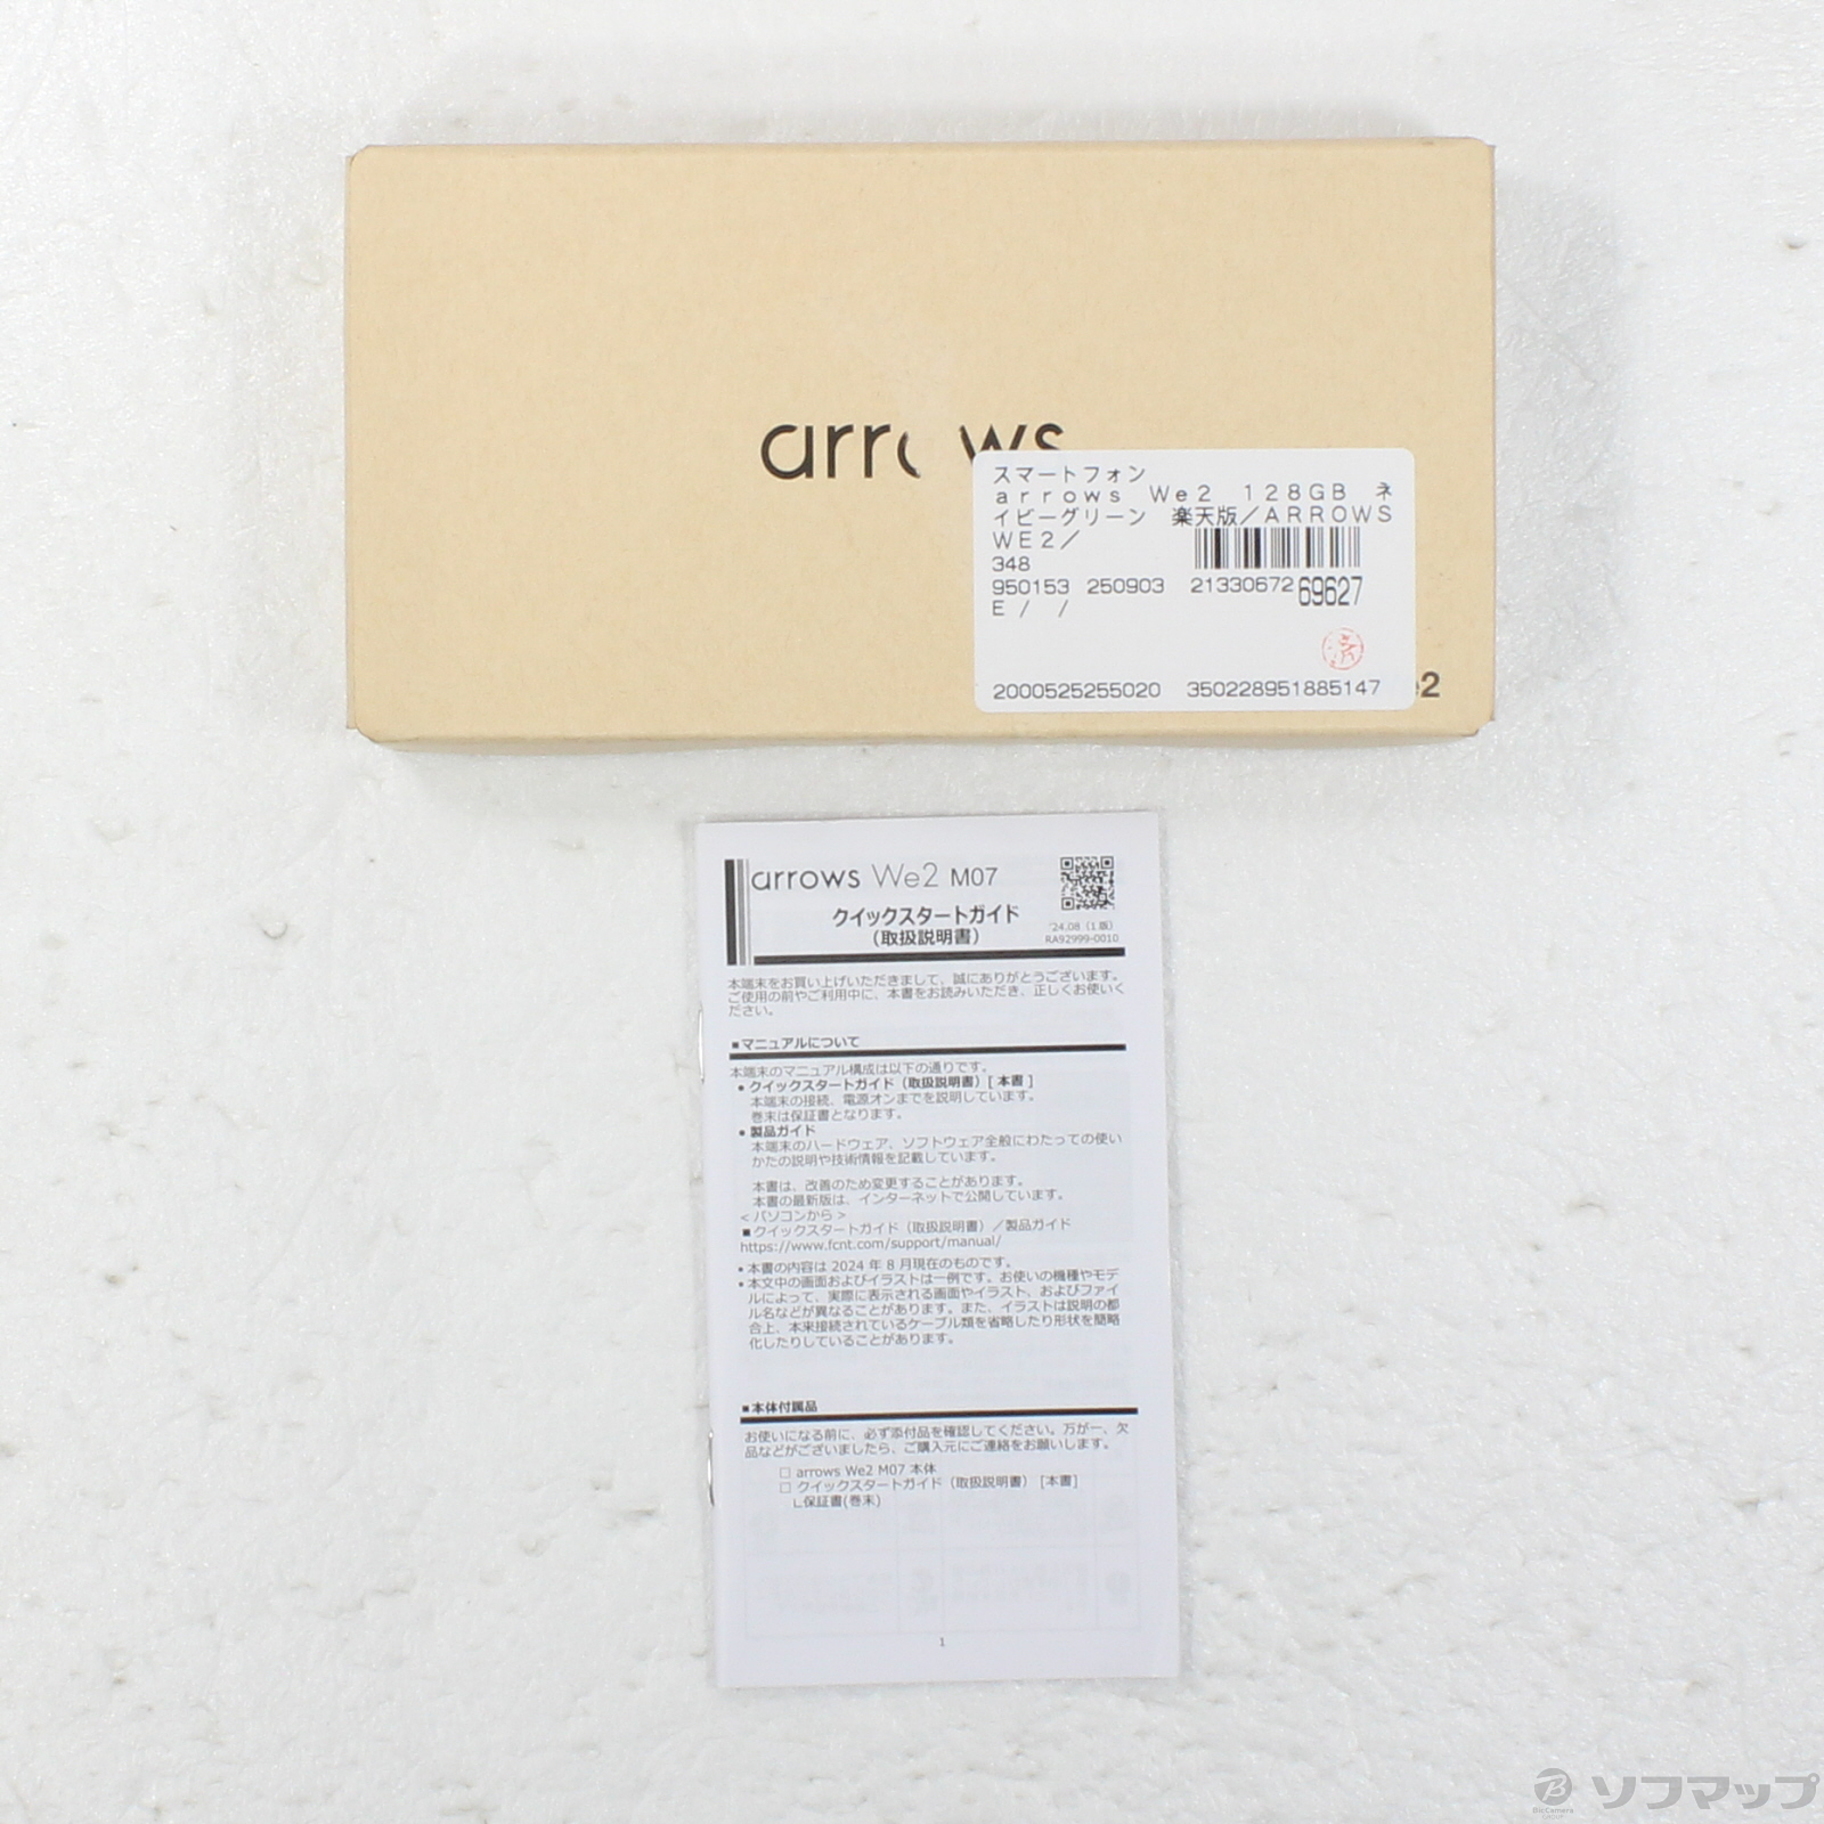 arrows
スマートフォン
ａｒｒｏｗｓ　Ｗｅ２　１２８ＧＢ　ネ
イビーグリーン　楽天版／ＡＲＲＯＷＳ
ＷＥ２／
348
950153 250903 21330672 69627
E / /
済
2000525255020 350228951885147
e2
arrows We2 M07
クイックスタートガイド
（取扱説明書）
'24.08（1版）
RA92999-0010
本端末をお買い上げいただきまして、誠にありがとうございます。
ご使用の前やご利用中に、本書をお読みいただき、正しくお使いく
ださい。
■マニュアルについて
本端末のマニュアル構成は以下の通りです。
• クイックスタートガイド（取扱説明書）[ 本書 ]
本端末の接続、電源オンまでを説明しています。
巻末は保証書となります。
• 製品ガイド
本端末のハードウェア、ソフトウェア全般にわたっての使い
かたの説明や技術情報を記載しています。
本書は、改善のため変更することがあります。
本書の最新版は、インターネットで公開しています。
< パソコンから >
■クイックスタートガイド（取扱説明書）／製品ガイド
https://www.fcnt.com/support/manual/
• 本書の内容は 2024 年 8 月現在のものです。
• 本文中の画面およびイラストは一例です。お使いの機種やモデ
ルによって、実際に表示される画面やイラスト、およびファイ
ル名などが異なることがあります。また、イラストは説明の都
合上、本来接続されているケーブル類を省略したり形状を簡略
化したりしていることがあります。
■本体付属品
お使いになる前に、必ず添付品を確認してください。万が一、欠
品などがございましたら、ご購入元にご連絡をお願いします。
□ arrows We2 M07 本体
□ クイックスタートガイド（取扱説明書） [本書]
∟保証書(巻末)
1
B BicCamera GROUP ソフマップ